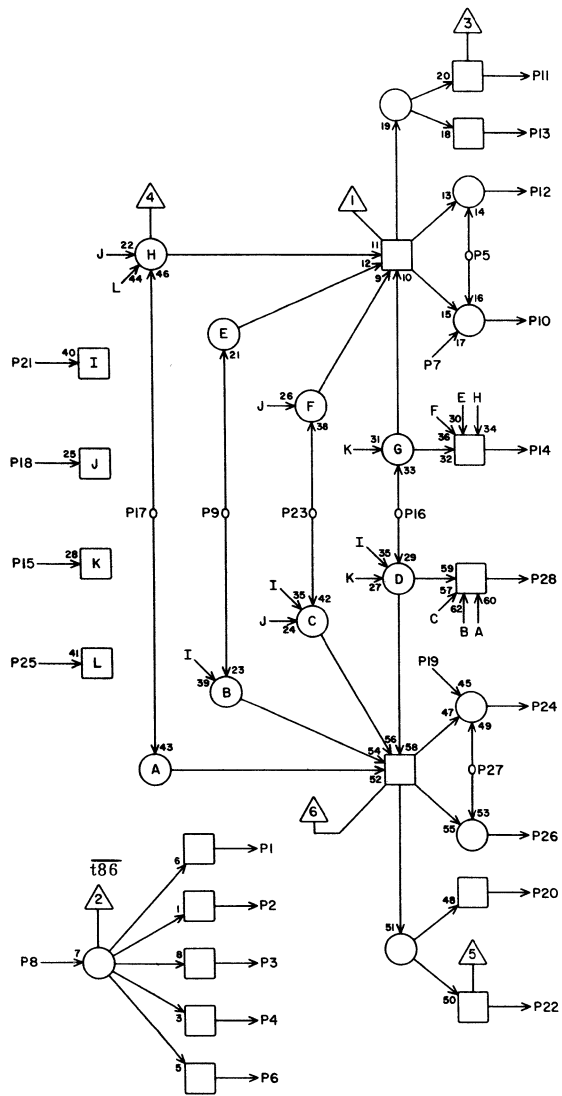 3
20
P11
19
18
P13
4
1
13
P12
14
J
22
H
11
12
P5
L
44
46
9
10
16
15
P10
17
E
21
P7
40
P21
I
26
J
F
38
E H
F
30
34
31
36
K
G
P14
32
33
25
P18
J
P17
P9
P23
P16
I
35
29
59
28
P15
K
K
D
P28
27
57
I
35
42
C
62
60
B A
J
C
24
41
P25
L
I
23
P19
45
39
B
47
P24
49
56
58
43
54
A
52
P27
53
6
55
P26
6
P1
t86
2
1
P2
48
P20
51
7
8
P8
P3
5
3
P4
50
P22
5
P6